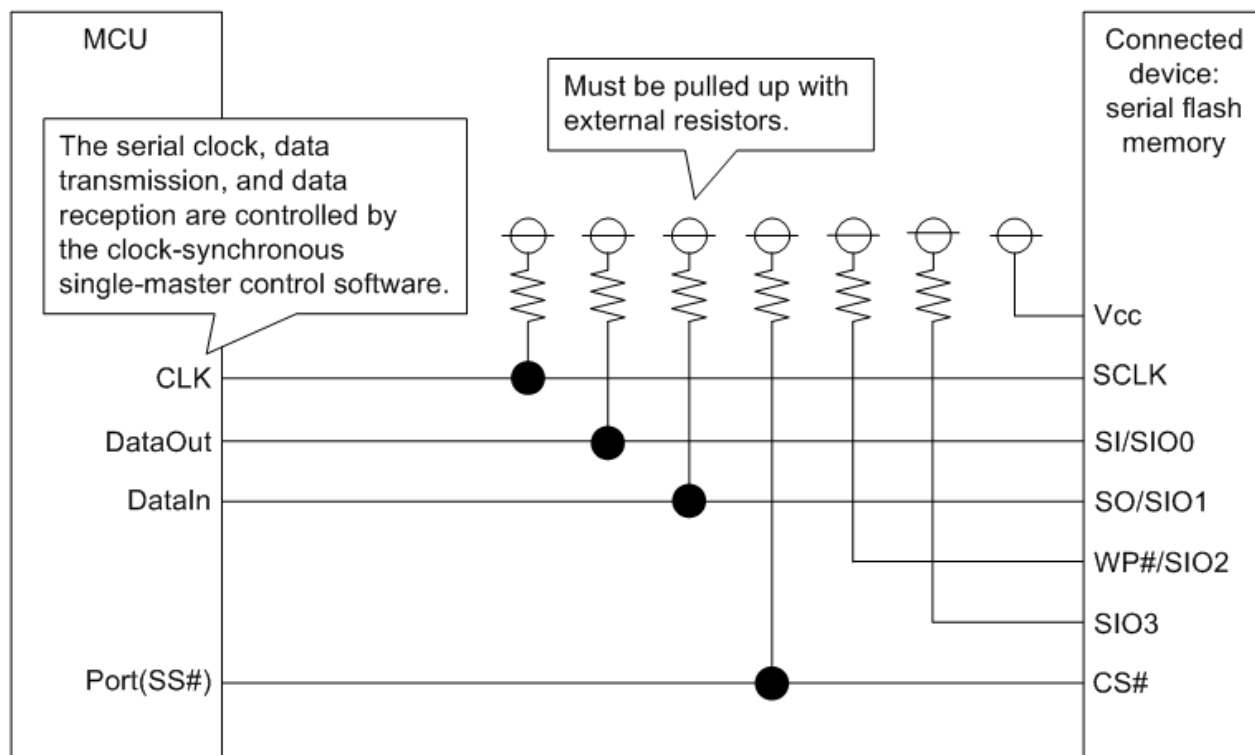 MCU
Connected
device:
serial flash
memory
Must be pulled up with
external resistors.
The serial clock, data
transmission, and data
reception are controlled by
the clock-synchronous
single-master control software.
Vcc
CLK
SCLK
DataOut
SI/SIO0
DataIn
SO/SIO1
WP#/SIO2
SIO3
Port(SS#)
CS#